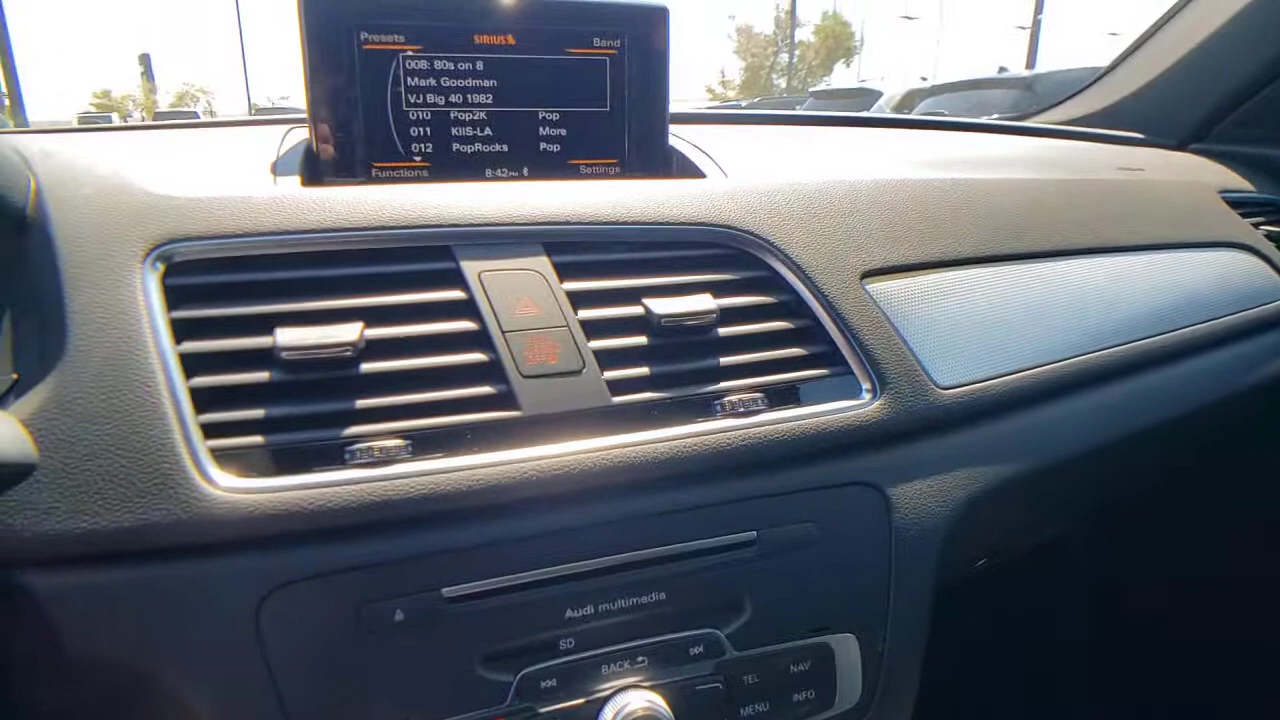 Presets SIRIUS Band
008: 80s on 8
Mark Goodman
VJ Big 40 1982
010 Pop2K Pop
011 KIIS-LA More
012 PopRocks Pop
Functions 8:42PM Settings
Audi multimedia
SD
BACK
TEL NAV
MENU INFO